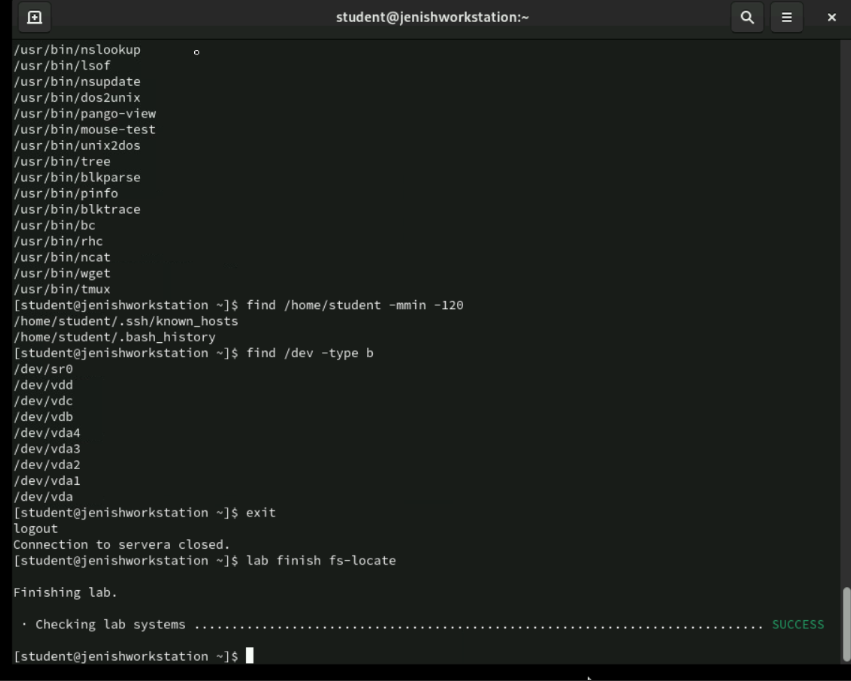 student@jenishworkstation:~
/usr/bin/nslookup
/usr/bin/lsof
/usr/bin/nsupdate
/usr/bin/dos2unix
/usr/bin/pango-view
/usr/bin/mouse-test
/usr/bin/unix2dos
/usr/bin/tree
/usr/bin/blkparse
/usr/bin/pinfo
/usr/bin/blktrace
/usr/bin/bc
/usr/bin/rhc
/usr/bin/ncat
/usr/bin/wget
/usr/bin/tmux
[student@jenishworkstation ~]$ find /home/student -mmin -120
/home/student/.ssh/known_hosts
/home/student/.bash_history
[student@jenishworkstation ~]$ find /dev -type b
/dev/sr0
/dev/vdd
/dev/vdc
/dev/vdb
/dev/vda4
/dev/vda3
/dev/vda2
/dev/vda1
/dev/vda
[student@jenishworkstation ~]$ exit
logout
Connection to servera closed.
[student@jenishworkstation ~]$ lab finish fs-locate
Finishing lab.
· Checking lab systems ............................................................................ SUCCESS
[student@jenishworkstation ~]$